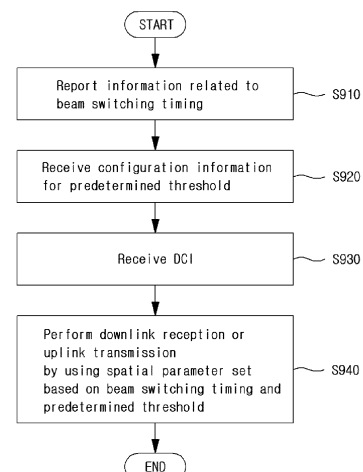 START
Report information related to
beam switching timing
S910
Receive configuration information
for predetermined threshold
S920
Receive DCI
S930
Perform downlink reception or
uplink transmission
by using spatial parameter set
based on beam switching timing and
predetermined threshold
S940
END